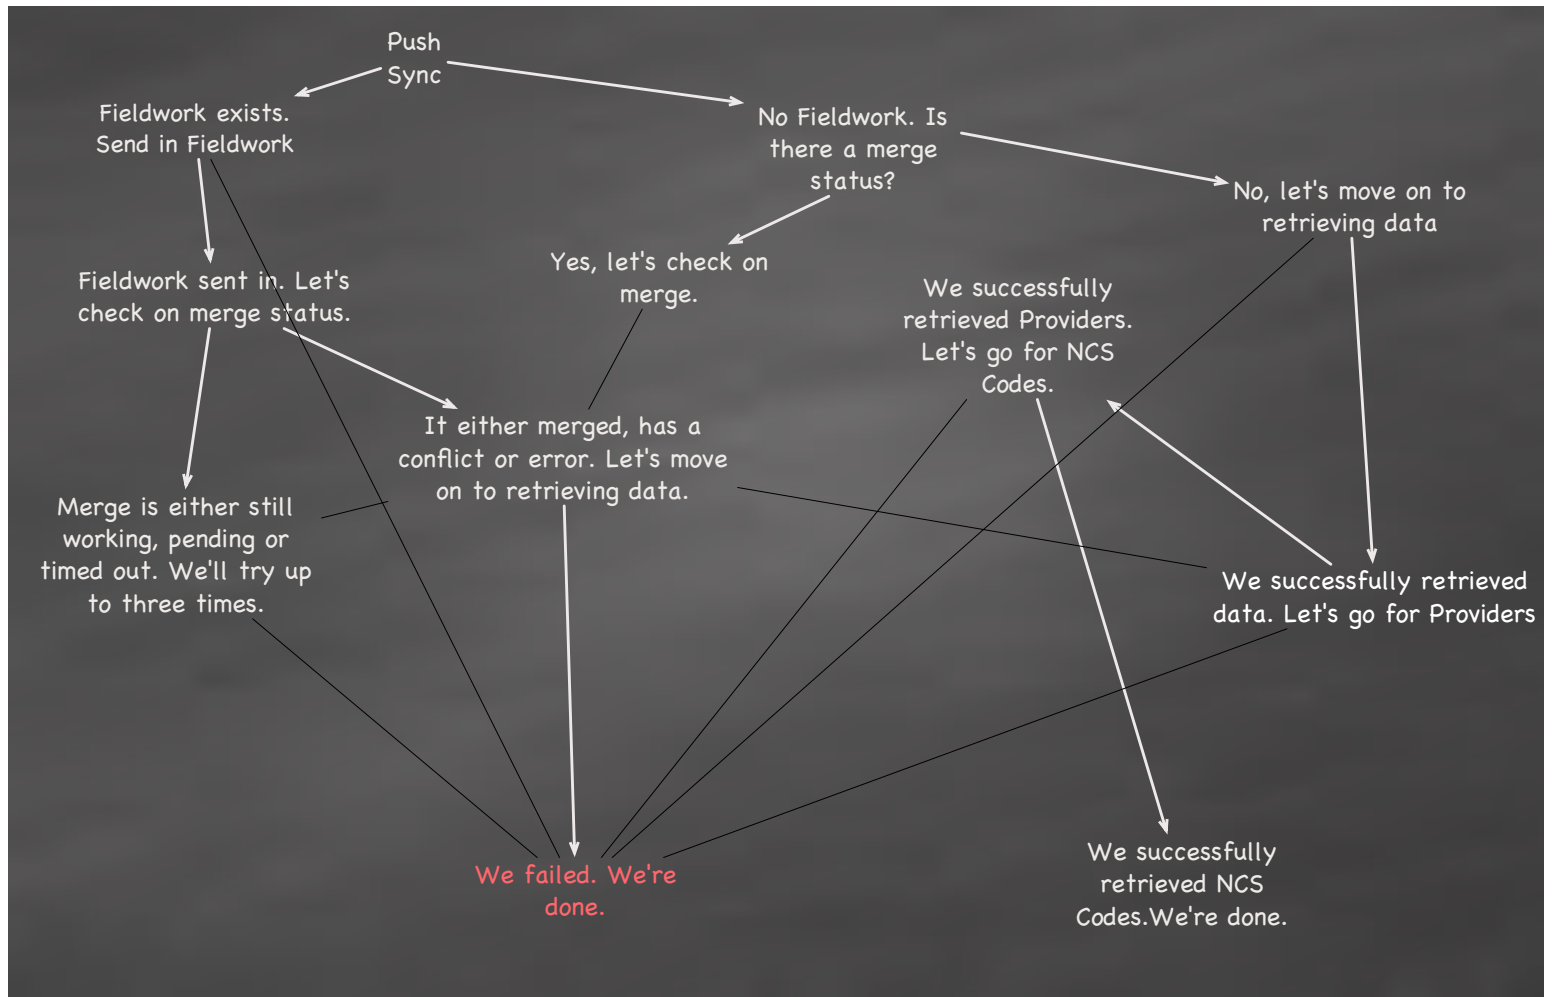 Push
Sync
Fieldwork exists.
Send in Fieldwork
No Fieldwork. Is
there a merge
status?
No, let's move on to
retrieving data
Fieldwork sent in. Let's
check on merge status.
Yes, let's check on
merge.
We successfully
retrieved Providers.
Let's go for NCS
Codes.
It either merged, has a
conflict or error. Let's move
on to retrieving data.
Merge is either still
working, pending or
timed out. We'll try up
to three times.
We successfully retrieved
data. Let's go for Providers
We failed. We're
done.
We successfully
retrieved NCS
Codes.We're done.